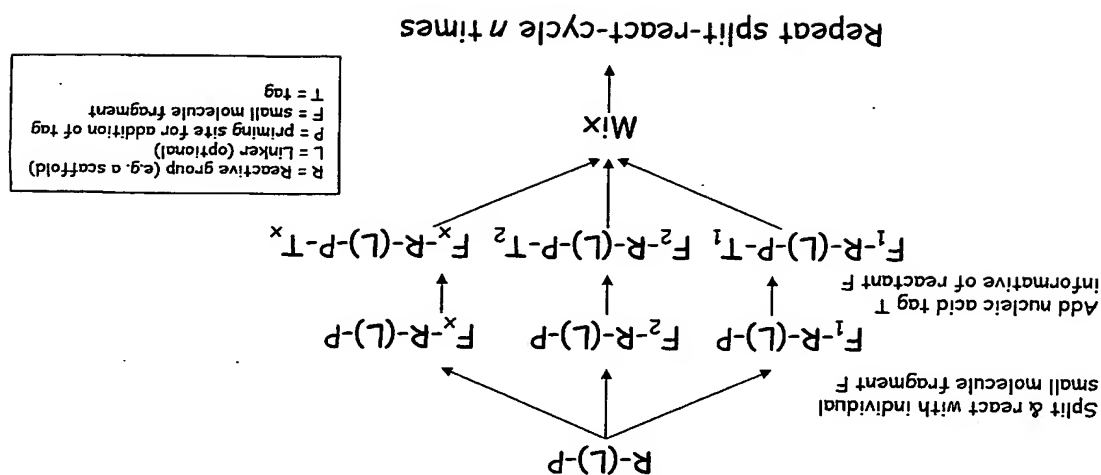 R-(L)-P
Split & react with individual
small molecule fragment F
F₁-R-(L)-P
F₂-R-(L)-P
Fₓ-R-(L)-P
Add nucleic acid tag T
informative of reactant F
F₁-R-(L)-P-T₁
F₂-R-(L)-P-T₂
Fₓ-R-(L)-P-Tₓ
Mix
Repeat split-react-cycle n times
R = Reactive group (e.g. a scaffold)
L = Linker (optional)
P = priming site for addition of tag
F = small molecule fragment
T = tag